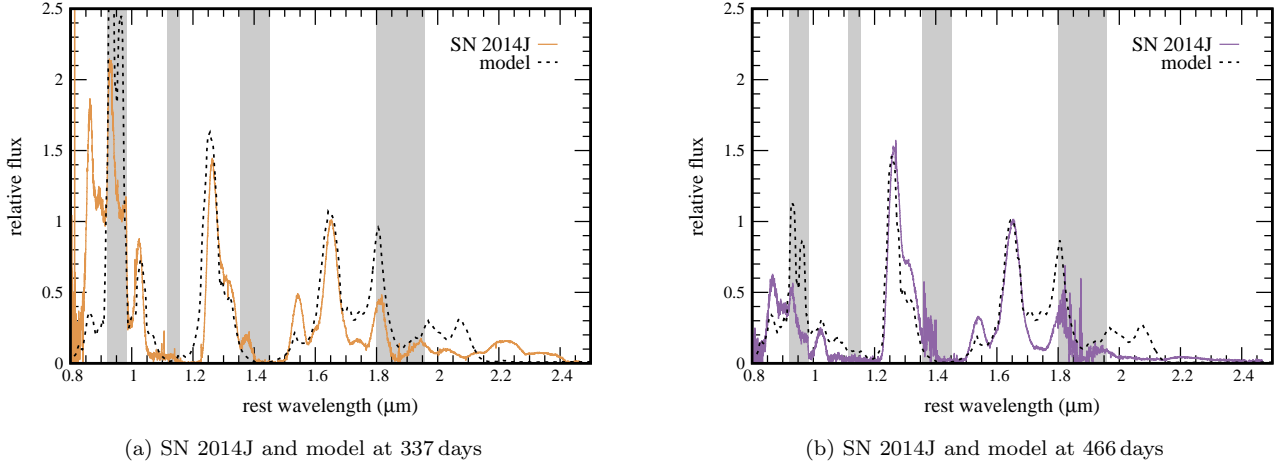 2.5
2
1.5
1
0.5
0
relative flux
SN 2014J
model
0.8 1 1.2 1.4 1.6 1.8 2 2.2 2.4
rest wavelength (μm)
(a) SN 2014J and model at 337 days
2.5
2
1.5
1
0.5
0
relative flux
SN 2014J
model
0.8 1 1.2 1.4 1.6 1.8 2 2.2 2.4
rest wavelength (μm)
(b) SN 2014J and model at 466 days